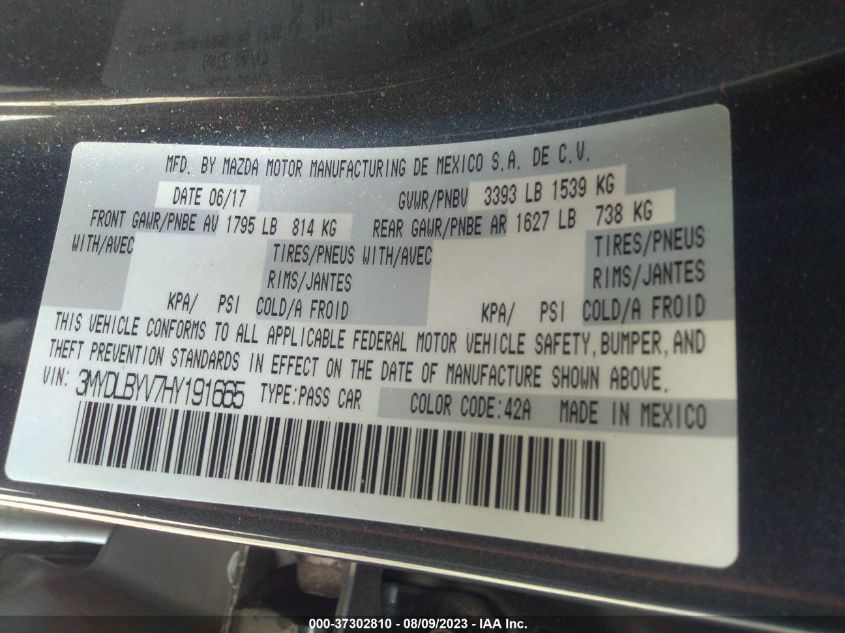 MFD. BY MAZDA MOTOR MANUFACTURING DE MEXICO S.A. DE C.V.
DATE 06/17 GVWR/PNBV 3393 LB 1539 KG
FRONT GAWR/PNBE AV 1795 LB 814 KG REAR GAWR/PNBE AR 1627 LB 738 KG
WITH/AVEC TIRES/PNEUS WITH/AVEC TIRES/PNEUS
RIMS/JANTES RIMS/JANTES
KPA/ PSI COLD/A FROID KPA/ PSI COLD/A FROID
THIS VEHICLE CONFORMS TO ALL APPLICABLE FEDERAL MOTOR VEHICLE SAFETY, BUMPER, AND
THEFT PREVENTION STANDARDS IN EFFECT ON THE DATE OF MANUFACTURE SHOWN ABOVE.
VIN: 3MYDLBYV7HY191665 TYPE:PASS CAR COLOR CODE:42A MADE IN MEXICO
000-37302810 - 08/09/2023 - IAA Inc.